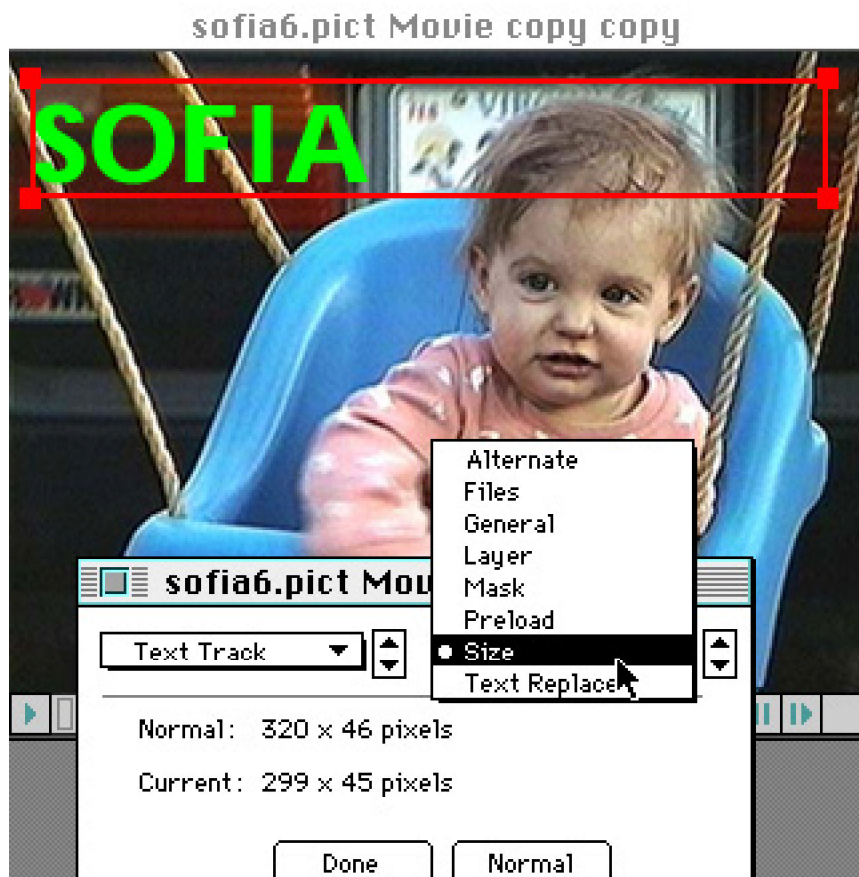 sofia6.pict Movie copy copy
SOFIA
Alternate
Files
General
Layer
Mask
Preload
Size
Text Replace
sofia6.pict Mov
Text Track
Normal: 320 x 46 pixels
Current: 299 x 45 pixels
Done
Normal